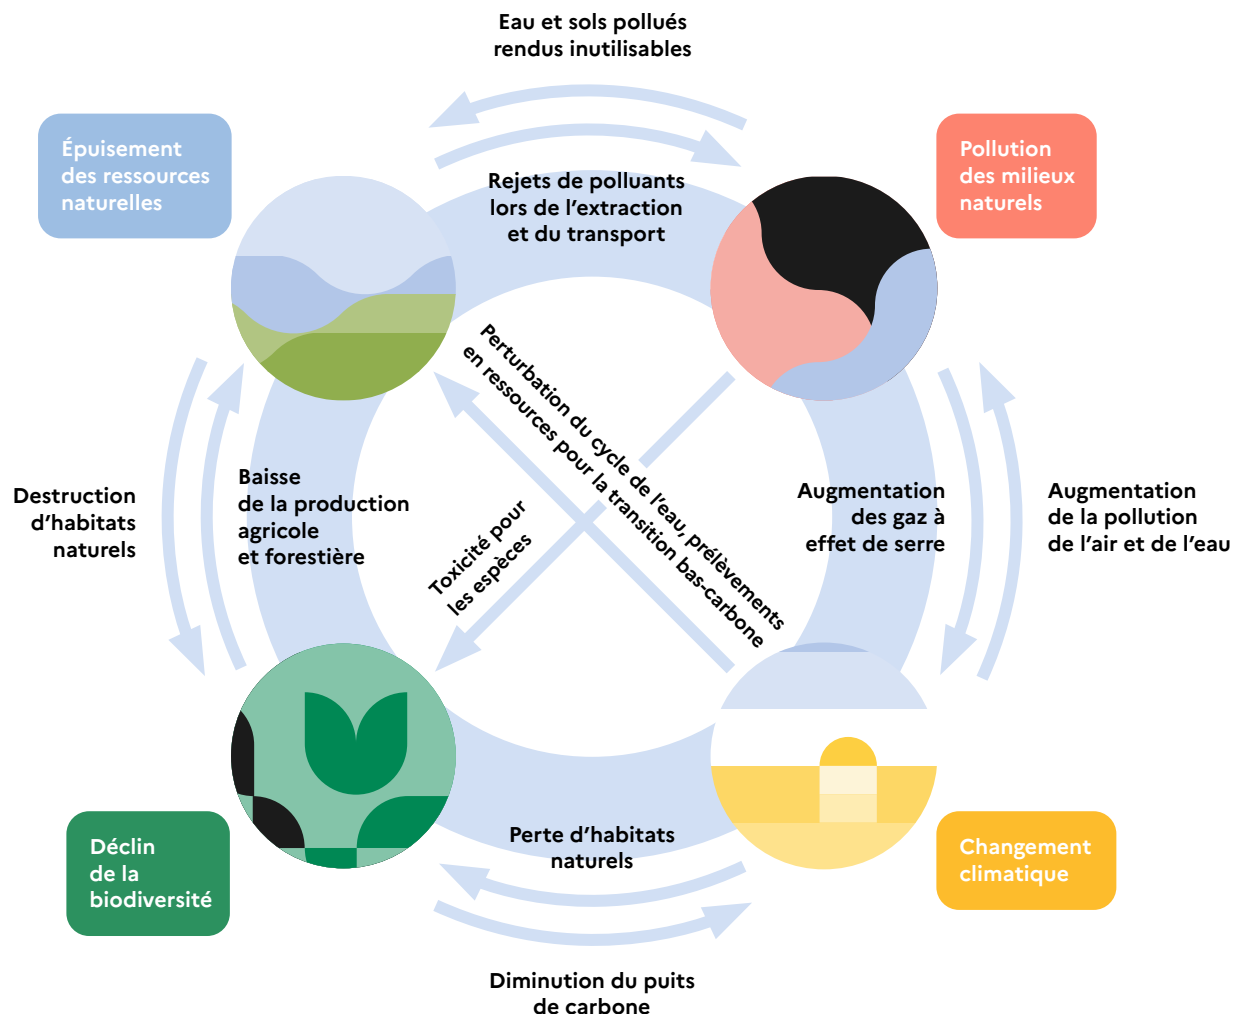 Eau et sols pollués
rendus inutilisables
Épuisement
des ressources
naturelles
Pollution
des milieux
naturels
Rejets de polluants
lors de l’extraction
et du transport
Perturbation du cycle de l’eau, prélèvements
en ressources pour la transition bas-carbone
Destruction
d’habitats
naturels
Baisse
de la production
agricole
et forestière
Toxicité pour
les espèces
Augmentation
des gaz à
effet de serre
Augmentation
de la pollution
de l’air et de l’eau
Déclin
de la
biodiversité
Perte d’habitats
naturels
Changement
climatique
Diminution du puits
de carbone